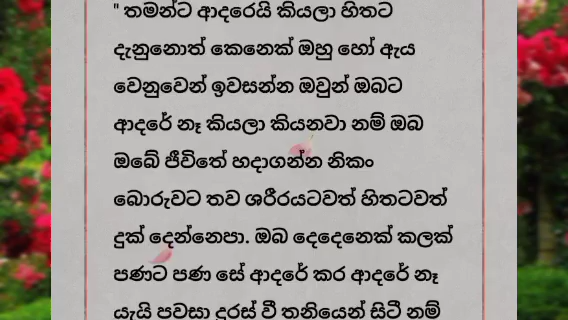 " තමන්ට ආදරෙයි කියලා හිතට
දැනුනොත් කෙනෙක් ඔහු හෝ ඇය
වෙනුවෙන් ඉවසන්න ඔවුන් ඔබට
ආදරේ නෑ කියලා කියනවා නම් ඔබ
ඔබේ ජීවිතේ හදාගන්න නිකං
බොරුවට තව ශරීරයටවත් හිතටවත්
දුක් දෙන්නෙපා. ඔබ දෙදෙනෙක් කලක්
පණට පණ සේ ආදරේ කර ආදරේ නෑ
යැයි පවසා දුරස් වී තනියෙන් සිටී නම්